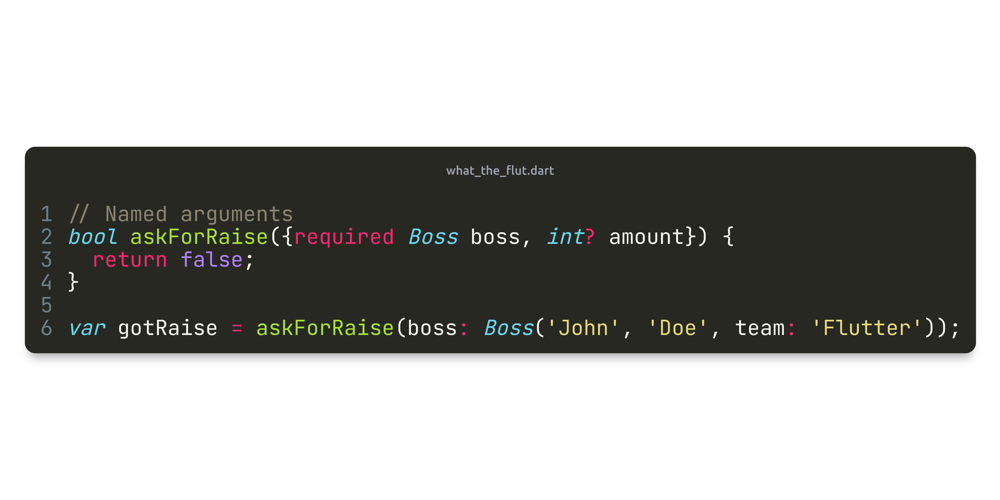 what_the_flut.dart
1 // Named arguments
2 bool askForRaise({required Boss boss, int? amount}) {
3   return false;
4 }
5
6 var gotRaise = askForRaise(boss: Boss('John', 'Doe', team: 'Flutter'));